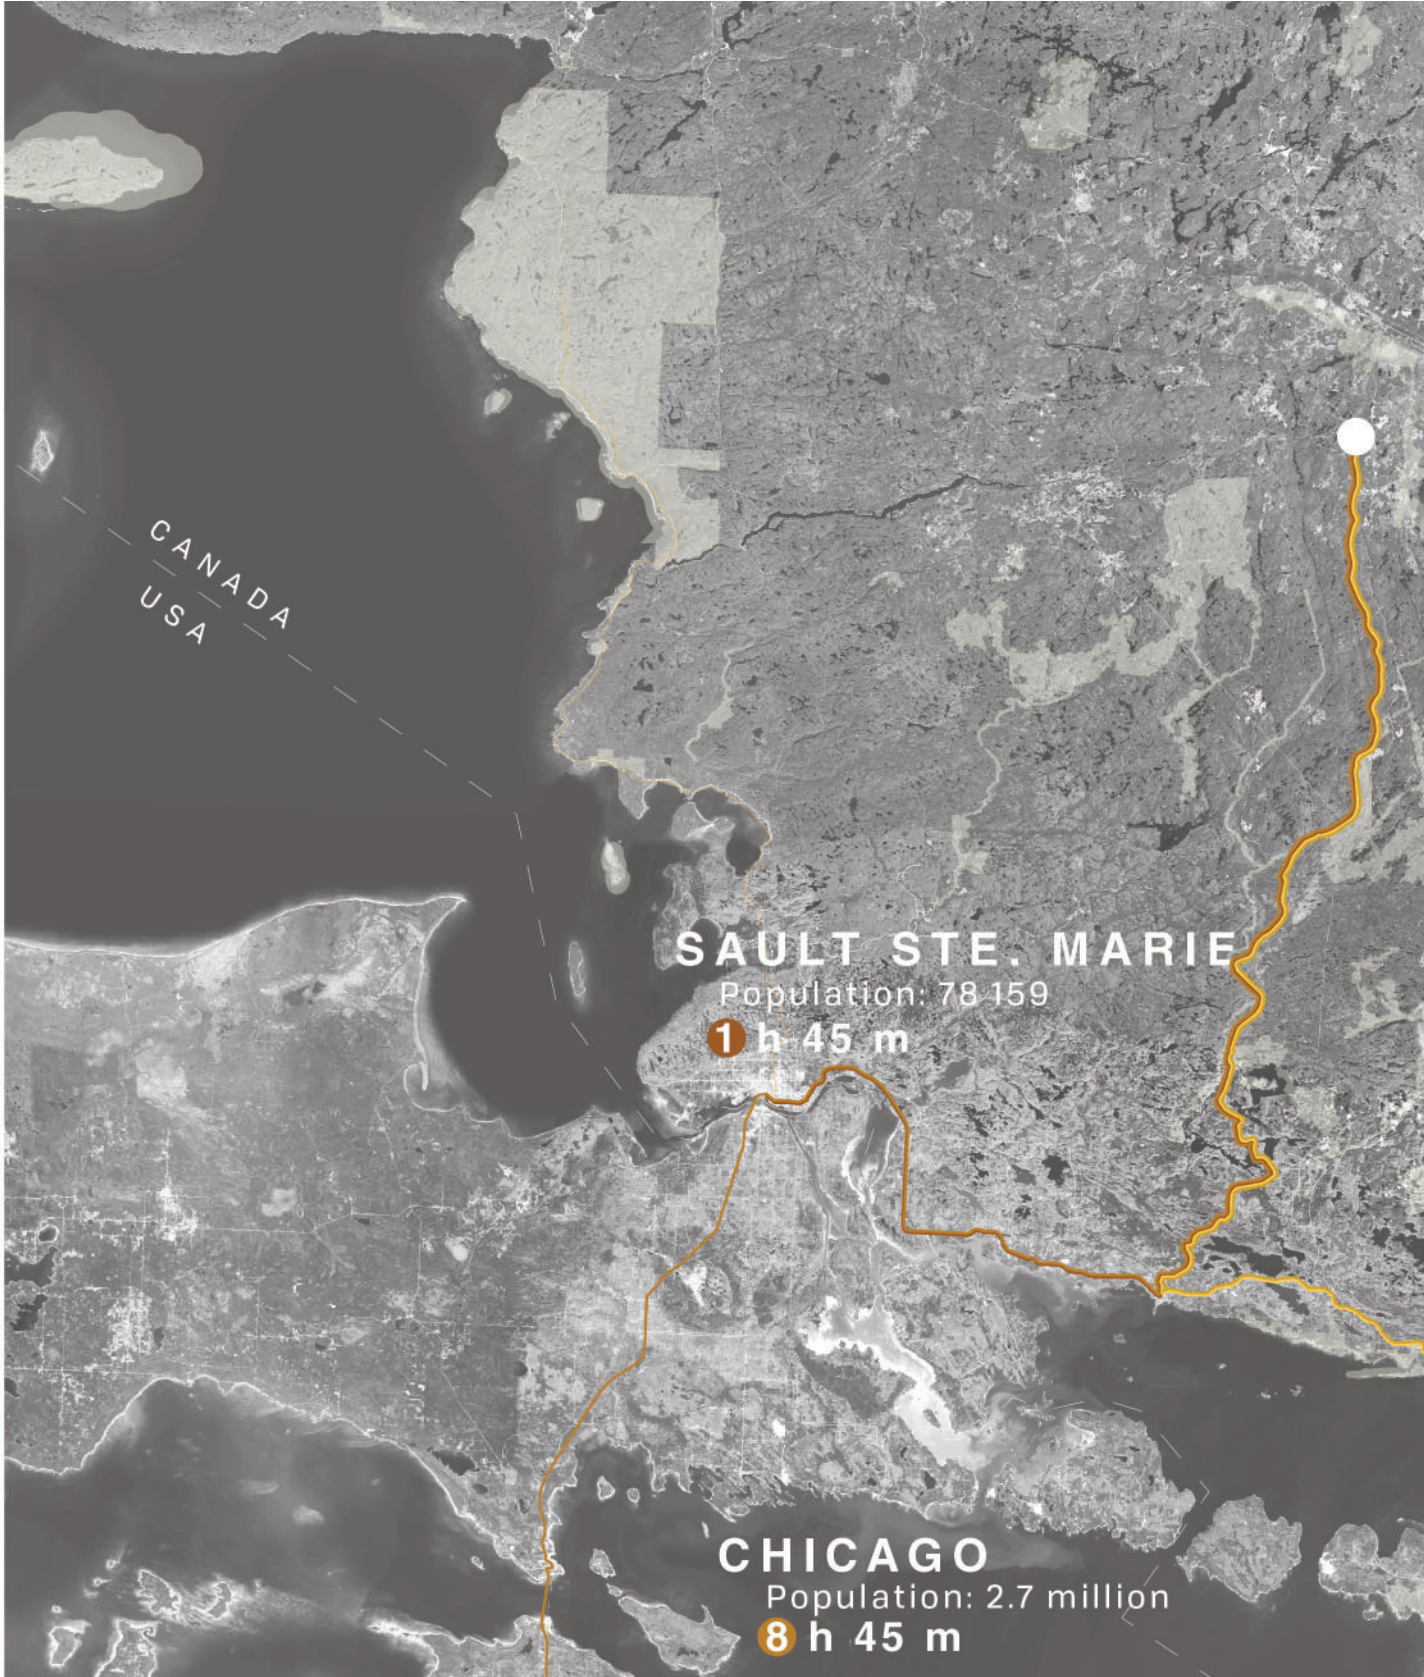 CANADA
USA
SAULT STE. MARIE
Population: 78 159
1 h 45 m
CHICAGO
Population: 2.7 million
8 h 45 m